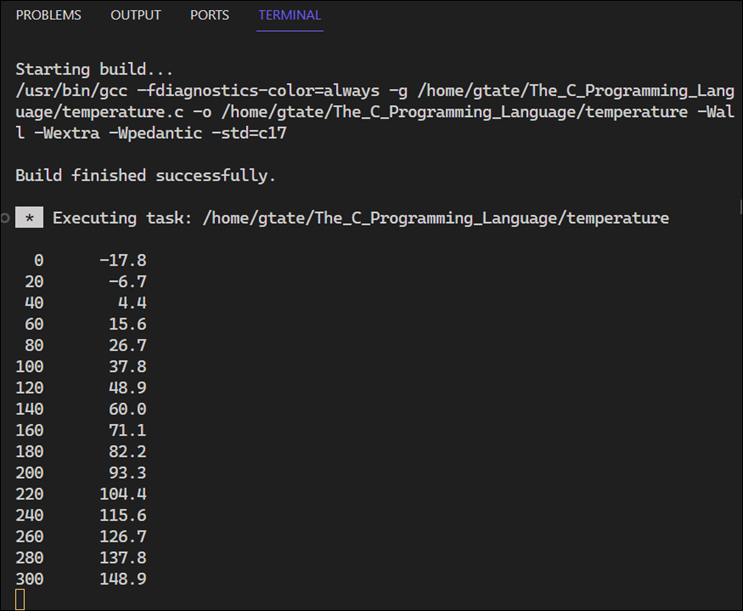 PROBLEMS OUTPUT PORTS TERMINAL
Starting build...
/usr/bin/gcc -fdiagnostics-color=always -g /home/gtate/The_C_Programming_Lang
uage/temperature.c -o /home/gtate/The_C_Programming_Language/temperature -Wal
l -Wextra -Wpedantic -std=c17
Build finished successfully.
* Executing task: /home/gtate/The_C_Programming_Language/temperature
0 -17.8
20 -6.7
40 4.4
60 15.6
80 26.7
100 37.8
120 48.9
140 60.0
160 71.1
180 82.2
200 93.3
220 104.4
240 115.6
260 126.7
280 137.8
300 148.9